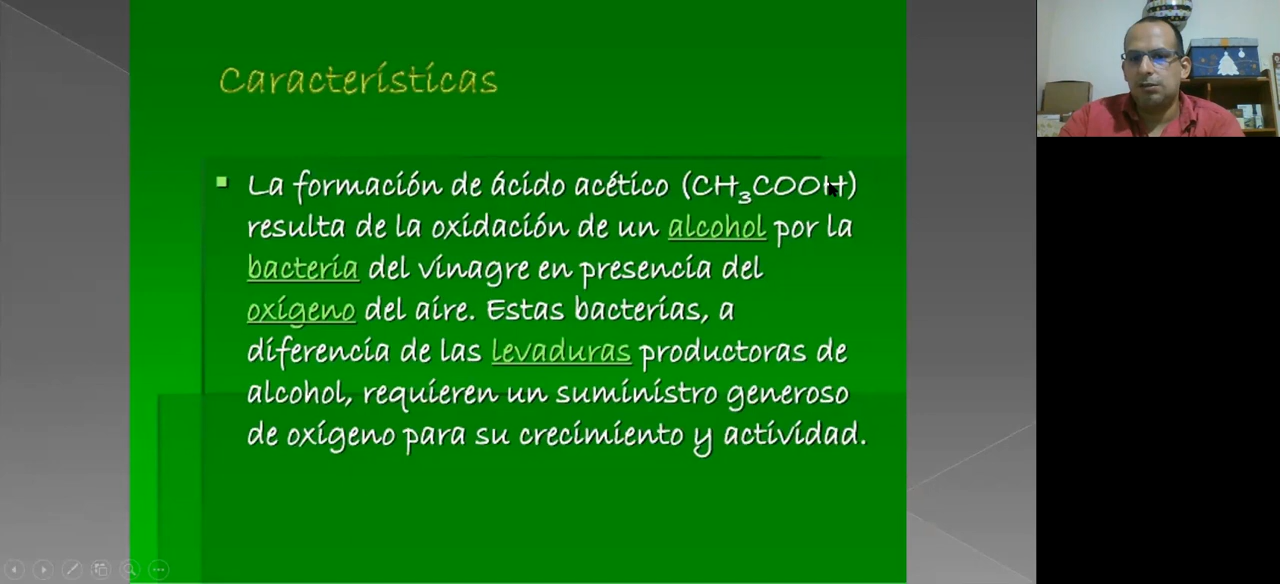 Características
La formación de ácido acético (CH₃COOH)
resulta de la oxidación de un alcohol por la
bacteria del vinagre en presencia del
oxígeno del aire. Estas bacterias, a
diferencia de las levaduras productoras de
alcohol, requieren un suministro generoso
de oxígeno para su crecimiento y actividad.